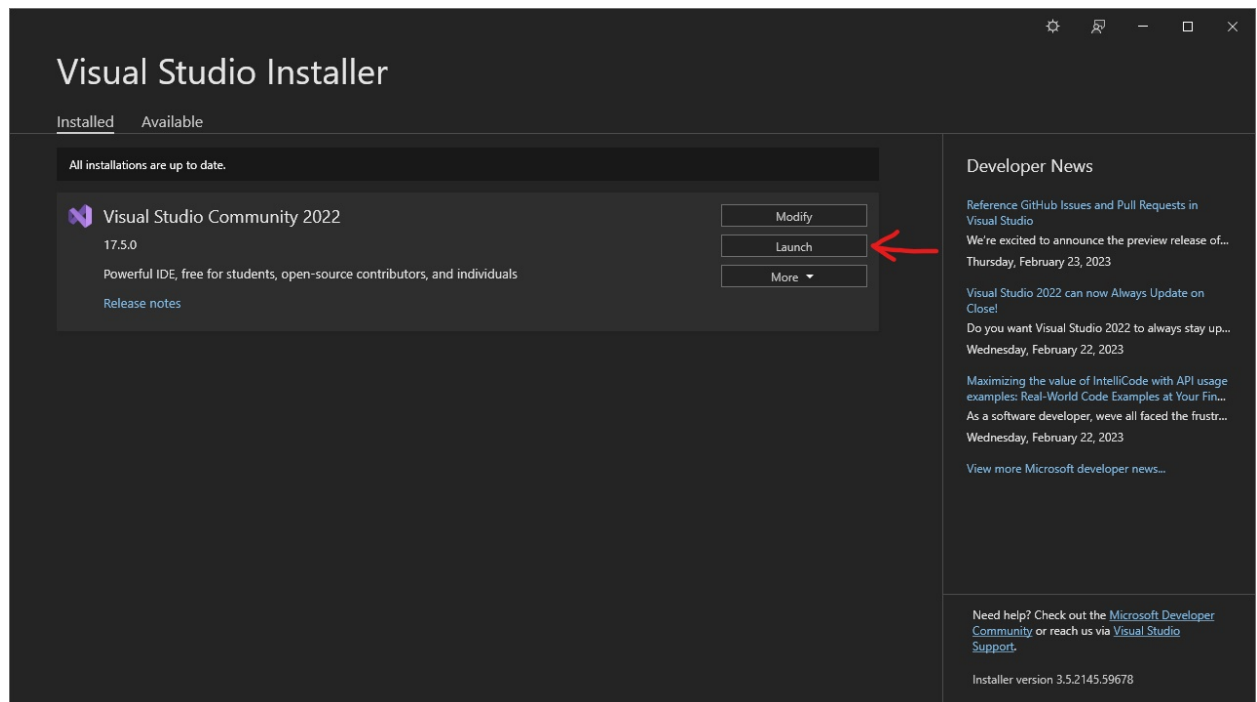 Visual Studio Installer
Installed
Available
All installations are up to date.
Visual Studio Community 2022
17.5.0
Powerful IDE, free for students, open-source contributors, and individuals
Release notes
Modify
Launch
More
Developer News
Reference GitHub Issues and Pull Requests in
Visual Studio
We're excited to announce the preview release of...
Thursday, February 23, 2023
Visual Studio 2022 can now Always Update on
Close!
Do you want Visual Studio 2022 to always stay up...
Wednesday, February 22, 2023
Maximizing the value of IntelliCode with API usage
examples: Real-World Code Examples at Your Fin...
As a software developer, weve all faced the frustr...
Wednesday, February 22, 2023
View more Microsoft developer news...
Need help? Check out the Microsoft Developer
Community or reach us via Visual Studio
Support.
Installer version 3.5.2145.59678